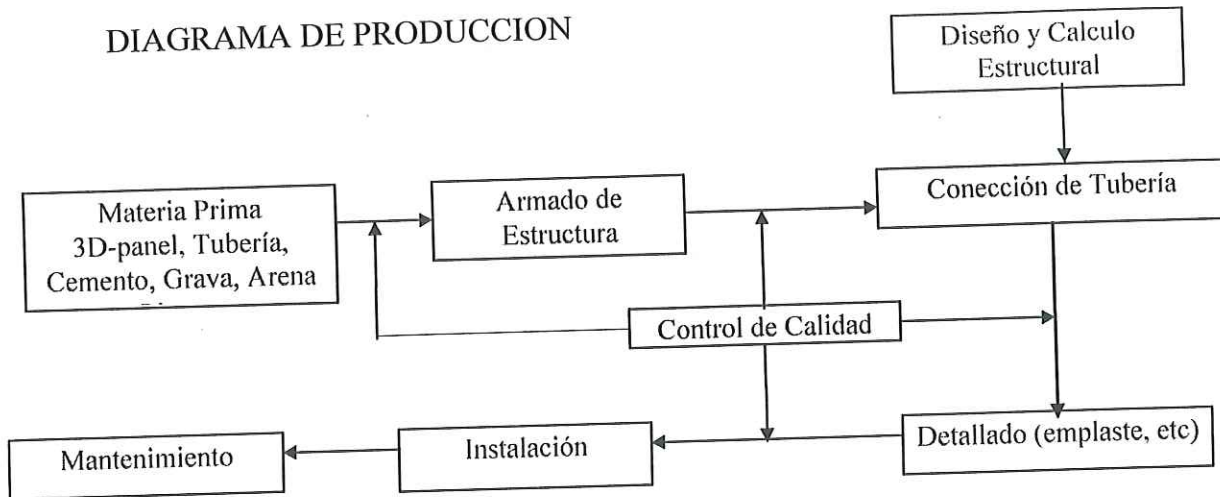 DIAGRAMA DE PRODUCCION
Diseño y Calculo
Estructural
Materia Prima
3D-panel, Tubería,
Cemento, Grava, Arena
Armado de
Estructura
Conección de Tubería
Control de Calidad
Mantenimiento
Instalación
Detallado (emplaste, etc)